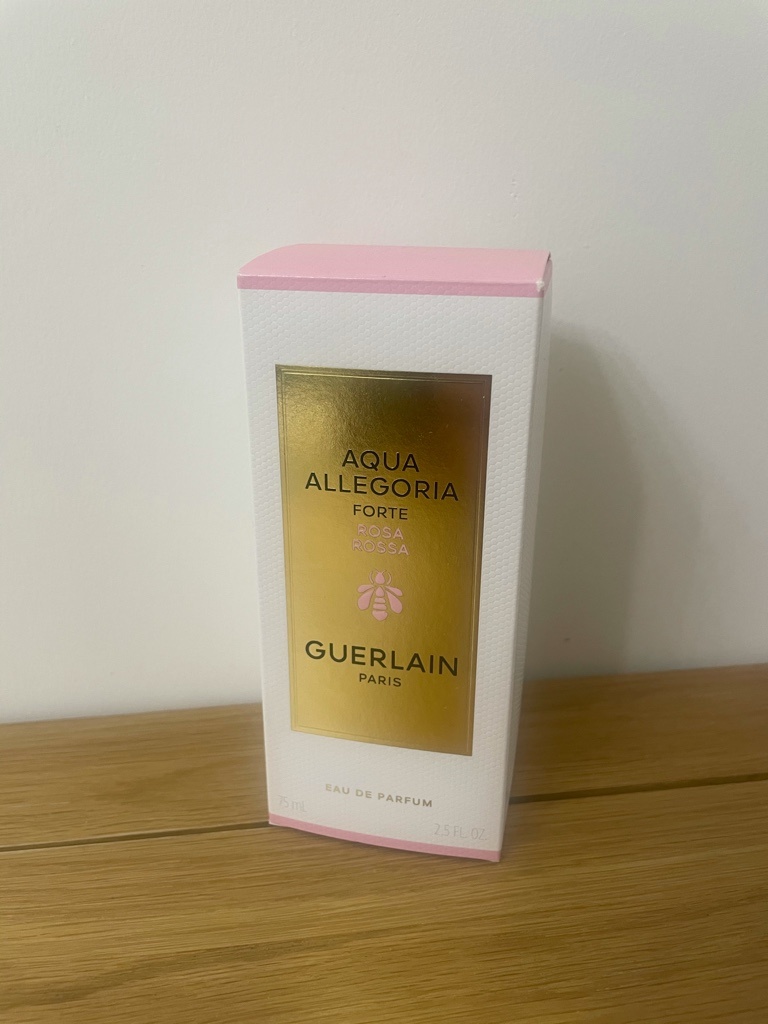 AQUA
ALLEGORIA
FORTE
ROSA
ROSSA
GUERLAIN
PARIS
EAU DE PARFUM
75 mL
2.5 FL. OZ.